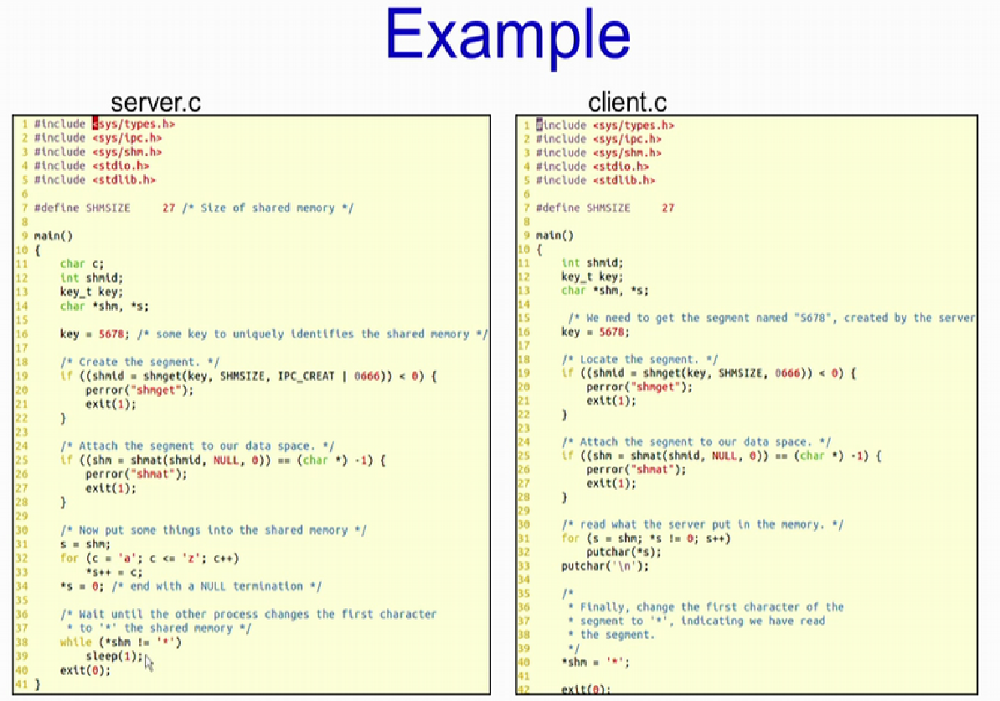 Example
server.c
1 #include <sys/types.h>
2 #include <sys/ipc.h>
3 #include <sys/shm.h>
4 #include <stdio.h>
5 #include <stdlib.h>
6
7 #define SHMSIZE     27 /* Size of shared memory */
8
9 main()
10 {
11     char c;
12     int shmid;
13     key_t key;
14     char *shm, *s;
15
16     key = 5678; /* some key to uniquely identifies the shared memory */
17
18     /* Create the segment. */
19     if ((shmid = shmget(key, SHMSIZE, IPC_CREAT | 0666)) < 0) {
20         perror("shmget");
21         exit(1);
22     }
23
24     /* Attach the segment to our data space. */
25     if ((shm = shmat(shmid, NULL, 0)) == (char *) -1) {
26         perror("shmat");
27         exit(1);
28     }
29
30     /* Now put some things into the shared memory */
31     s = shm;
32     for (c = 'a'; c <= 'z'; c++)
33         *s++ = c;
34     *s = 0; /* end with a NULL termination */
35
36     /* Wait until the other process changes the first character
37      * to '*' the shared memory */
38     while (*shm != '*')
39         sleep(1);
40     exit(0);
41 }
client.c
1 #include <sys/types.h>
2 #include <sys/ipc.h>
3 #include <sys/shm.h>
4 #include <stdio.h>
5 #include <stdlib.h>
6
7 #define SHMSIZE     27
8
9 main()
10 {
11     int shmid;
12     key_t key;
13     char *shm, *s;
14
15      /* We need to get the segment named "5678", created by the server
16     key = 5678;
17
18     /* Locate the segment. */
19     if ((shmid = shmget(key, SHMSIZE, 0666)) < 0) {
20         perror("shmget");
21         exit(1);
22     }
23
24     /* Attach the segment to our data space. */
25     if ((shm = shmat(shmid, NULL, 0)) == (char *) -1) {
26         perror("shmat");
27         exit(1);
28     }
29
30     /* read what the server put in the memory. */
31     for (s = shm; *s != 0; s++)
32         putchar(*s);
33     putchar('\n');
34
35     /*
36      * Finally, change the first character of the
37      * segment to '*', indicating we have read
38      * the segment.
39      */
40     *shm = '*';
41
42     exit(0);